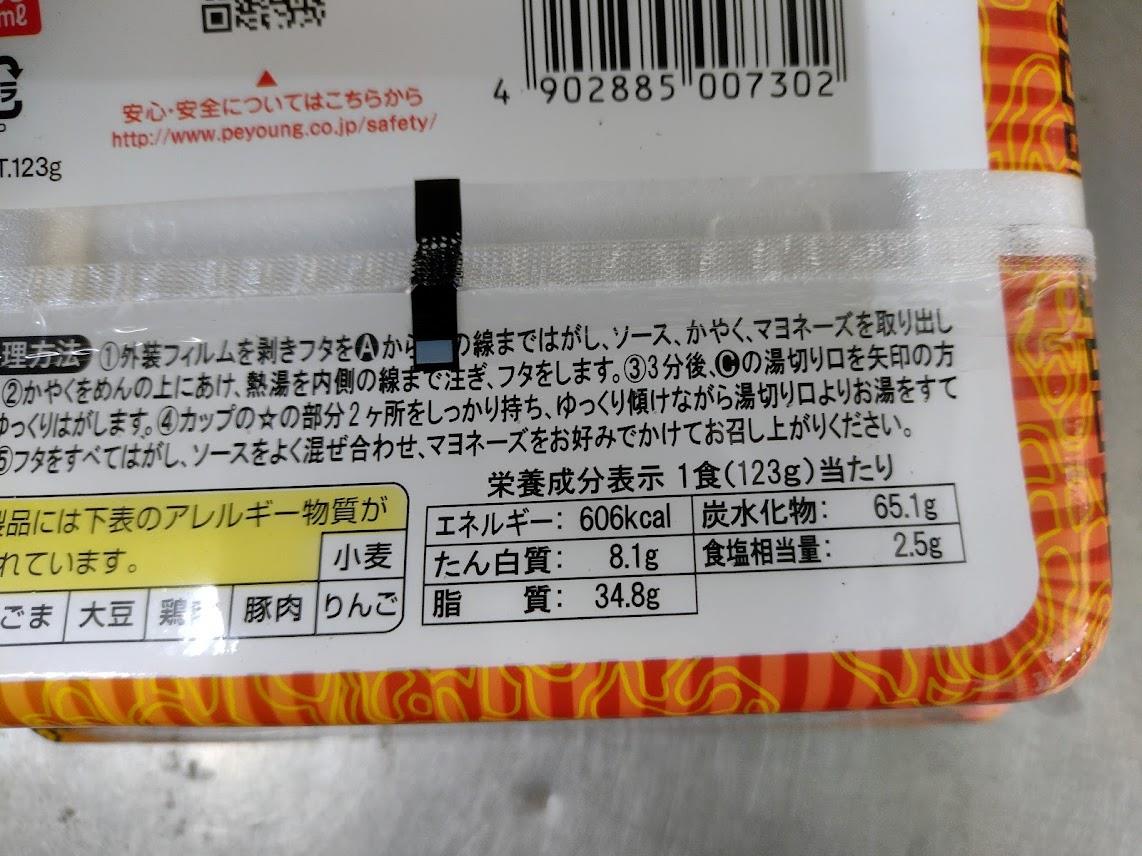 ml
安心・安全についてはこちらから
http://www.peyoung.co.jp/safety/
4 902885 007302
T.123g
理方法 ①外装フィルムを剥きフタをⒶから の線まではがし、ソース、かやく、マヨネーズを取り出し
②かやくをめんの上にあけ、熱湯を内側の線まで注ぎ、フタをします。③3分後、Ⓒの湯切り口を矢印の方
ゆっくりはがします。④カップの☆の部分2ヶ所をしっかり持ち、ゆっくり傾けながら湯切り口よりお湯をすて
⑤フタをすべてはがし、ソースをよく混ぜ合わせ、マヨネーズをお好みでかけてお召し上がりください。
製品には下表のアレルギー物質が
れています。
小麦
ごま 大豆 鶏 豚肉 りんご
栄養成分表示 1食(123g)当たり
エネルギー: 606kcal 炭水化物: 65.1g
たん白質: 8.1g 食塩相当量: 2.5g
脂 質: 34.8g